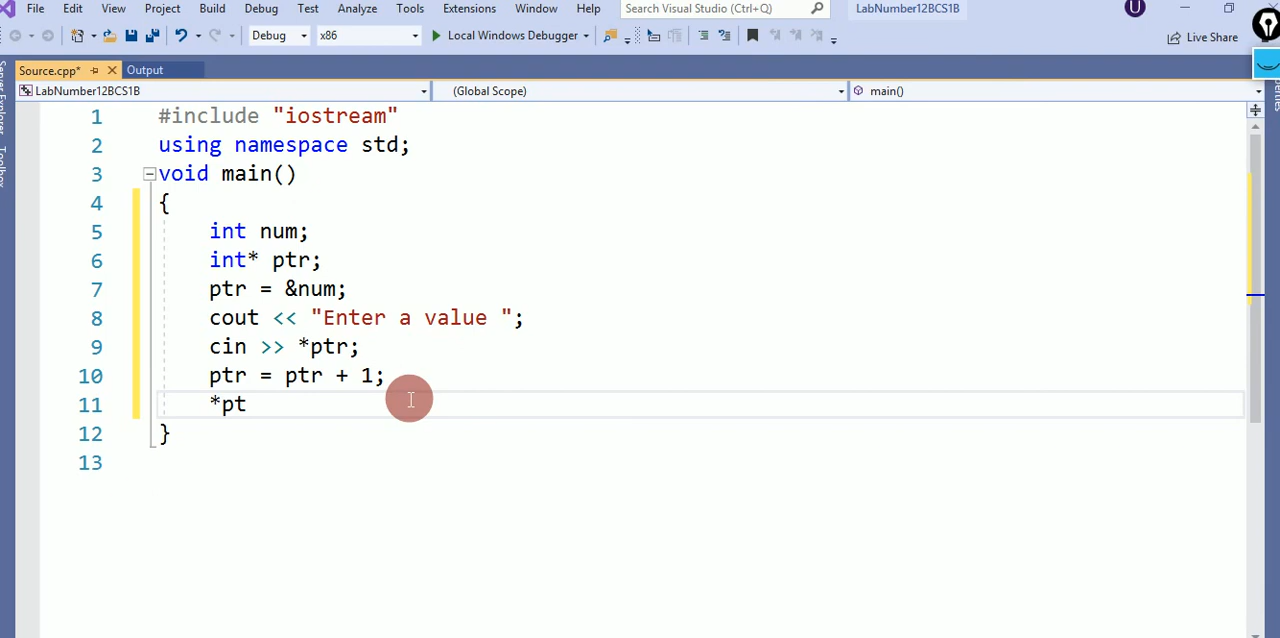 File Edit View Project Build Debug Test Analyze Tools Extensions Window Help Search Visual Studio (Ctrl+Q) LabNumber12BCS1B U
Debug x86 Local Windows Debugger Live Share
Source.cpp* Output
LabNumber12BCS1B (Global Scope) main()
Server Explorer
Toolbox
1 #include "iostream"
2 using namespace std;
3 void main()
4 {
5 int num;
6 int* ptr;
7 ptr = &num;
8 cout << "Enter a value ";
9 cin >> *ptr;
10 ptr = ptr + 1;
11 *pt
12 }
13